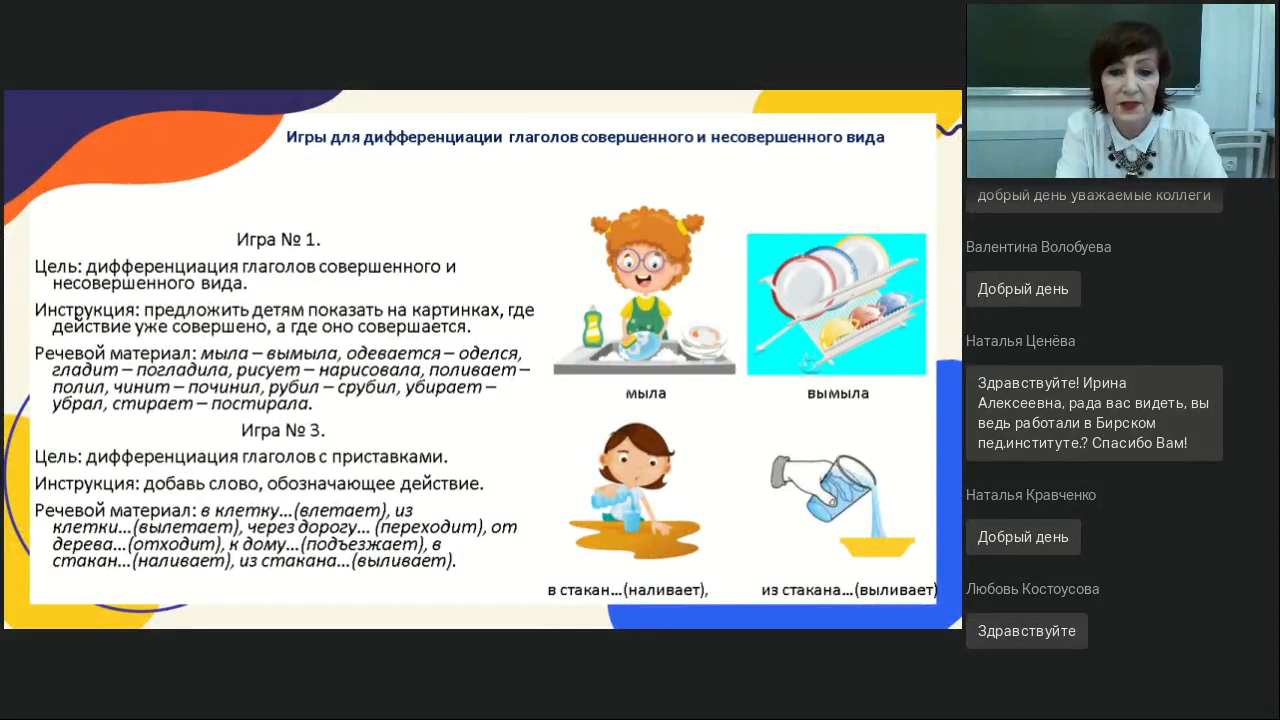 Игры для дифференциации глаголов совершенного и несовершенного вида
Игра № 1.
Цель: дифференциация глаголов совершенного и
несовершенного вида.
Инструкция: предложить детям показать на картинках, где
действие уже совершено, а где оно совершается.
Речевой материал: мыла – вымыла, одевается – оделся,
гладит – погладила, рисует – нарисовала, поливает –
полил, чинит – починил, рубил – срубил, убирает –
убрал, стирает – постирала.
Игра № 3.
Цель: дифференциация глаголов с приставками.
Инструкция: добавь слово, обозначающее действие.
Речевой материал: в клетку...(влетает), из
клетки...(вылетает), через дорогу... (переходит), от
дерева...(отходит), к дому...(подъезжает), в
стакан...(наливает), из стакана...(выливает).
мыла
вымыла
в стакан...(наливает),
из стакана...(выливает)
добрый день уважаемые коллеги
Валентина Волобуева
Добрый день
Наталья Ценёва
Здравствуйте! Ирина
Алексеевна, рада вас видеть, вы
ведь работали в Бирском
пед.институте.? Спасибо Вам!
Наталья Кравченко
Добрый день
Любовь Костоусова
Здравствуйте